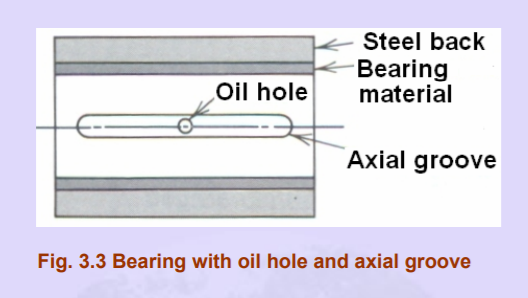 Steel back
Bearing
material
Oil hole
Axial groove
Fig. 3.3 Bearing with oil hole and axial groove